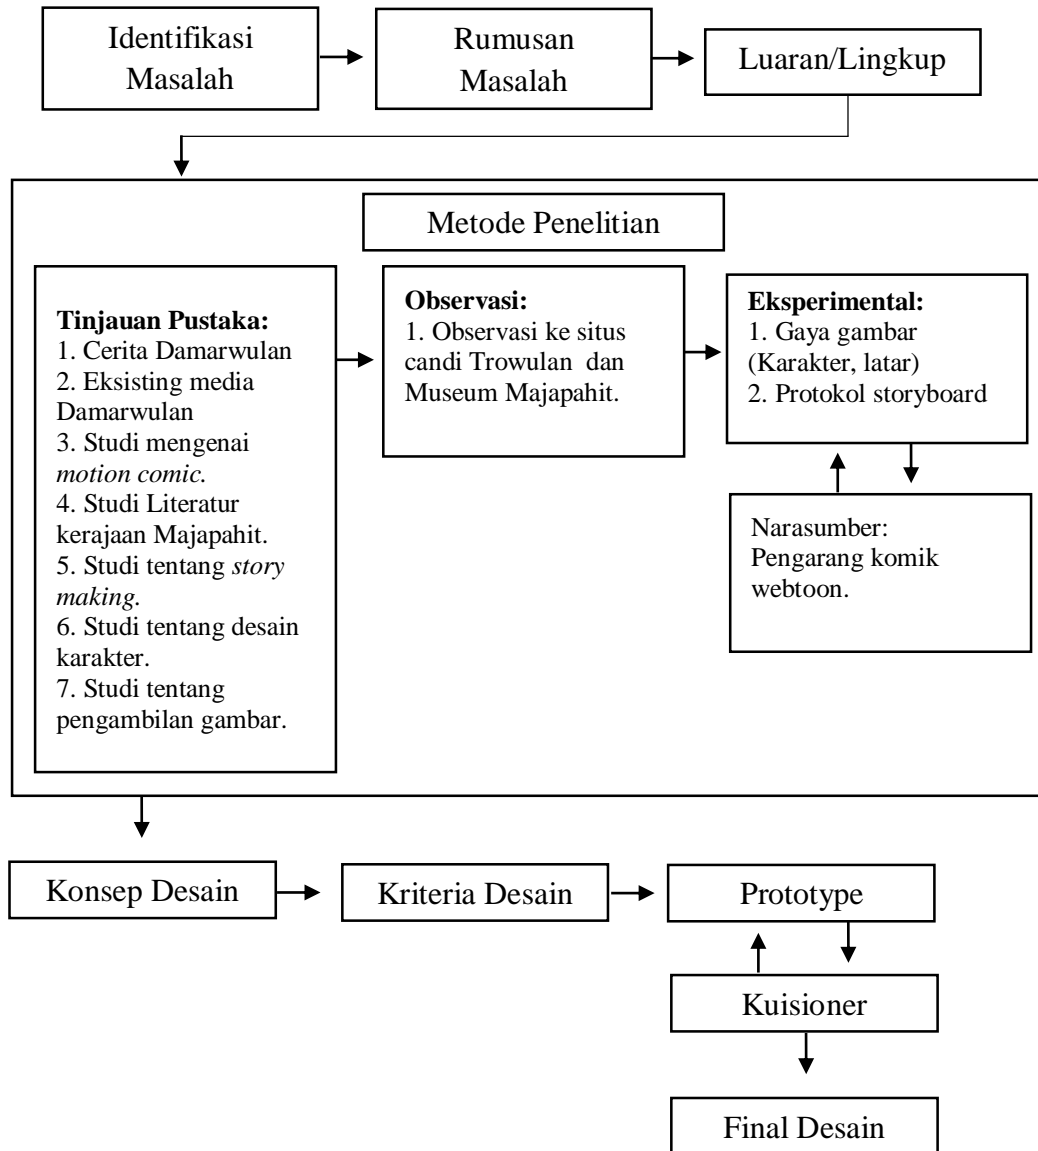 Identifikasi
Masalah
Rumusan
Masalah
Luaran/Lingkup
Metode Penelitian
Tinjauan Pustaka:
1. Cerita Damarwulan
2. Eksisting media
Damarwulan
3. Studi mengenai
motion comic.
4. Studi Literatur
kerajaan Majapahit.
5. Studi tentang story
making.
6. Studi tentang desain
karakter.
7. Studi tentang
pengambilan gambar.
Observasi:
1. Observasi ke situs
candi Trowulan dan
Museum Majapahit.
Eksperimental:
1. Gaya gambar
(Karakter, latar)
2. Protokol storyboard
Narasumber:
Pengarang komik
webtoon.
Konsep Desain
Kriteria Desain
Prototype
Kuisioner
Final Desain